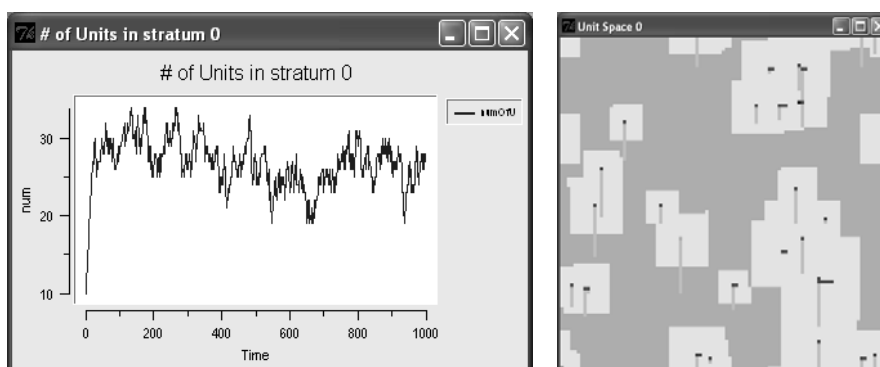 # of Units in stratum 0
# of Units in stratum 0
numOfU
num
30
20
10
0 200 400 600 800 1000
Time
Unit Space 0